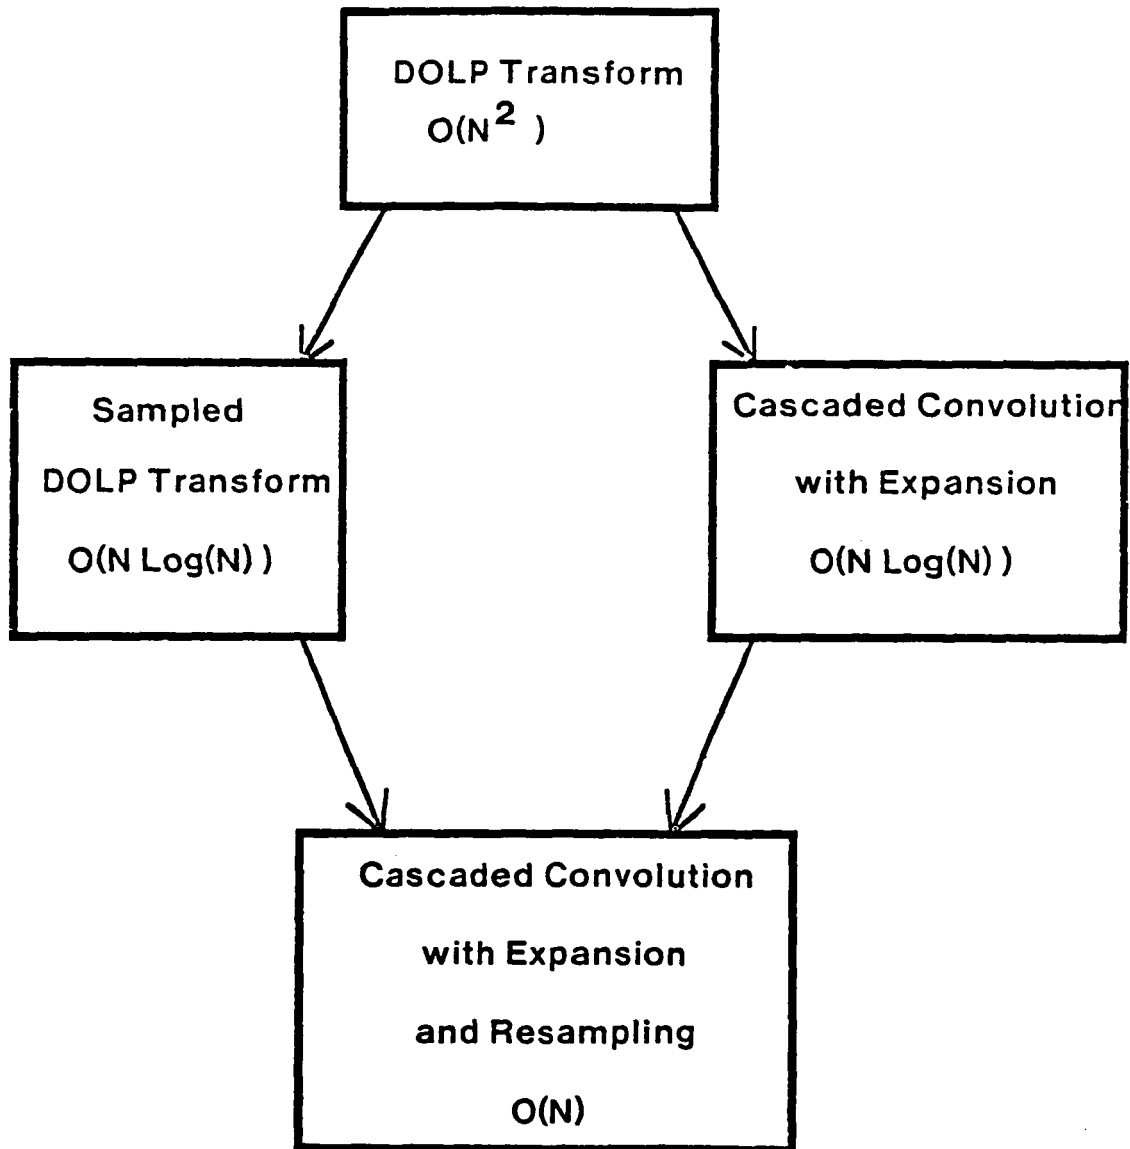 DOLP Transform
O(N² )
Sampled
DOLP Transform
O(N Log(N) )
Cascaded Convolution
with Expansion
O(N Log(N) )
Cascaded Convolution
with Expansion
and Resampling
O(N)